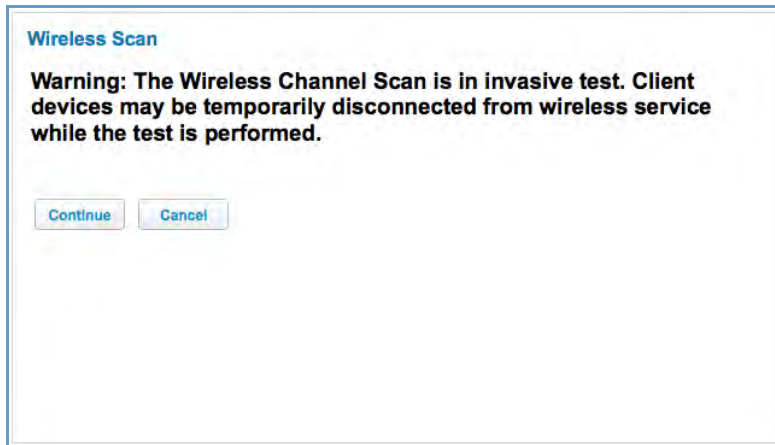 Wireless Scan
Warning: The Wireless Channel Scan is in invasive test. Client
devices may be temporarily disconnected from wireless service
while the test is performed.
Continue Cancel